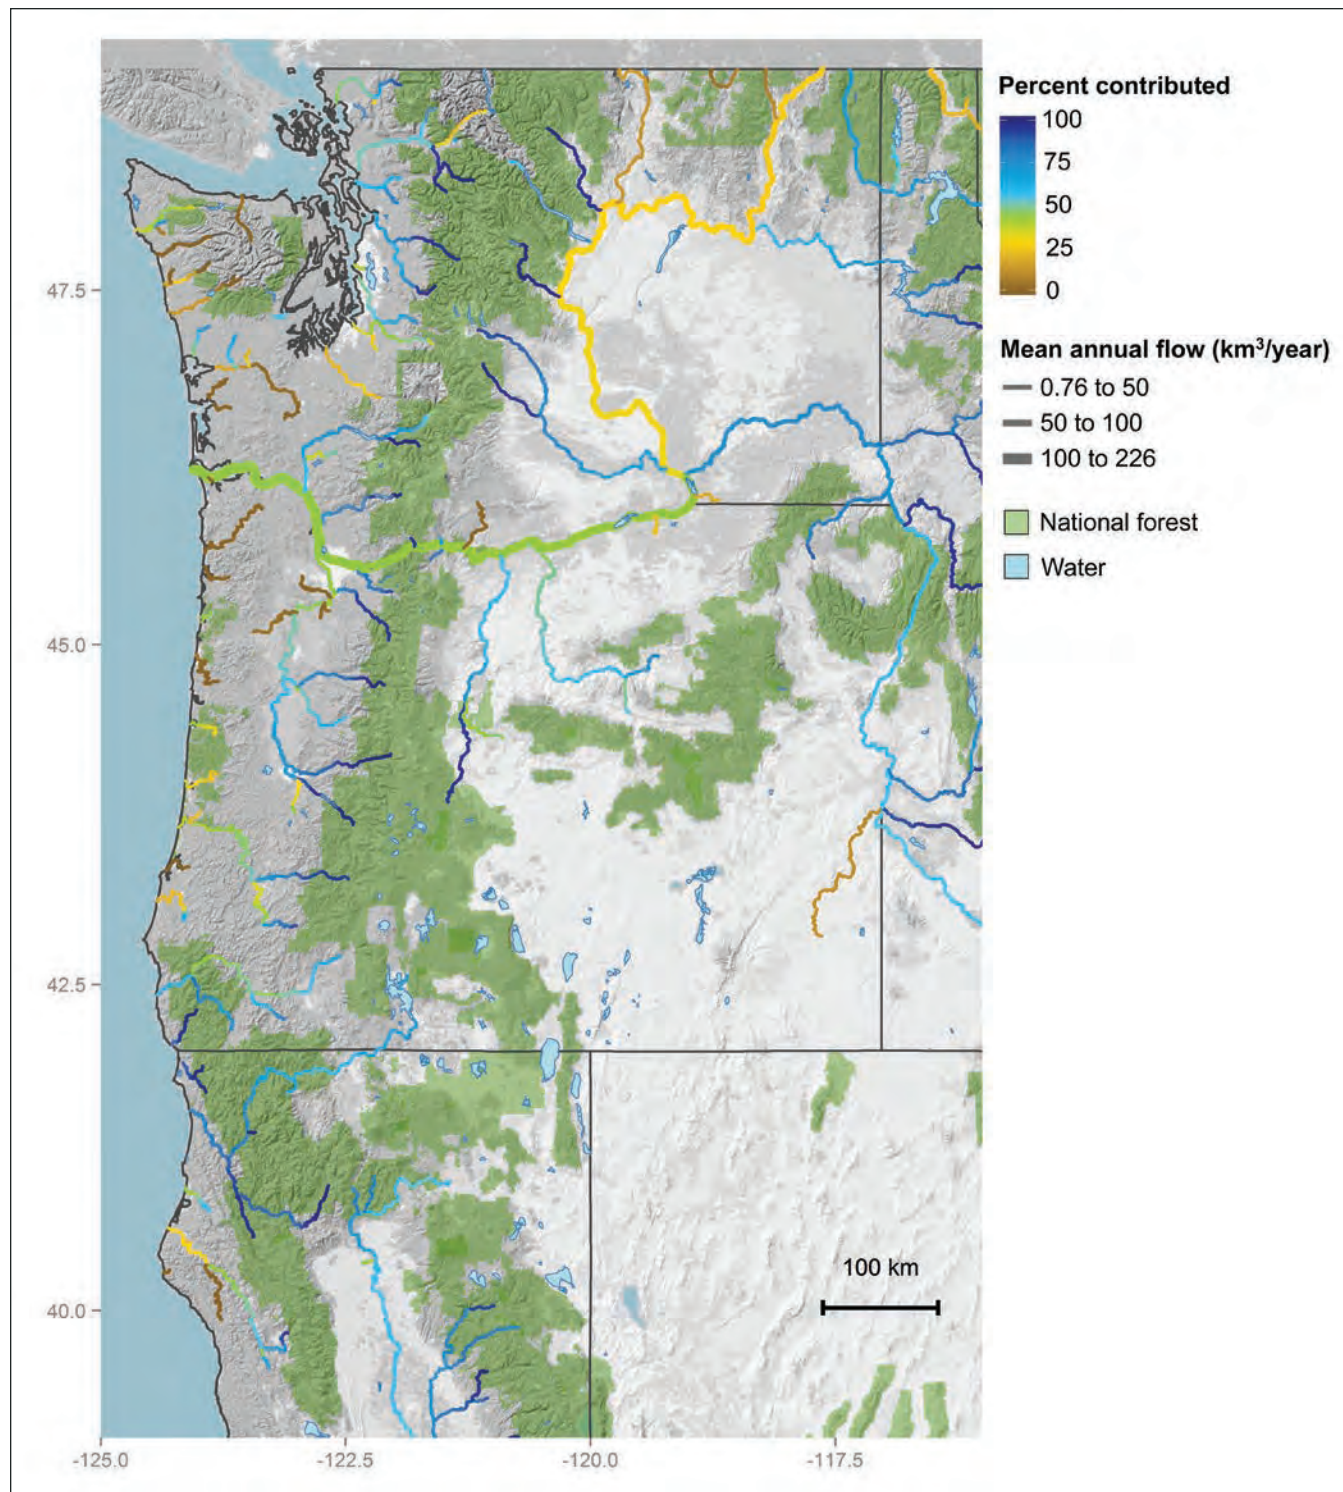 Percent contributed
100
75
50
25
0
Mean annual flow (km³/year)
0.76 to 50
50 to 100
100 to 226
National forest
Water
47.5
45.0
42.5
40.0
100 km
-125.0
-122.5
-120.0
-117.5